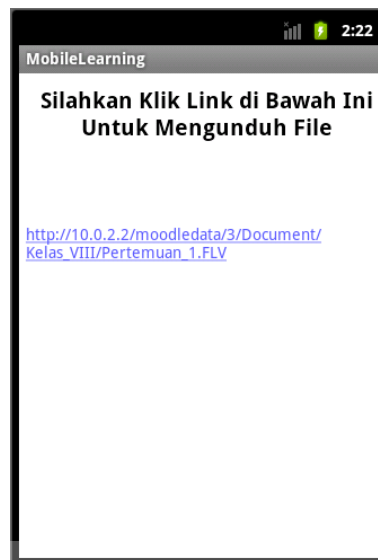 2:22
MobileLearning
Silahkan Klik Link di Bawah Ini
Untuk Mengunduh File
http://10.0.2.2/moodledata/3/Document/
Kelas_VIII/Pertemuan_1.FLV